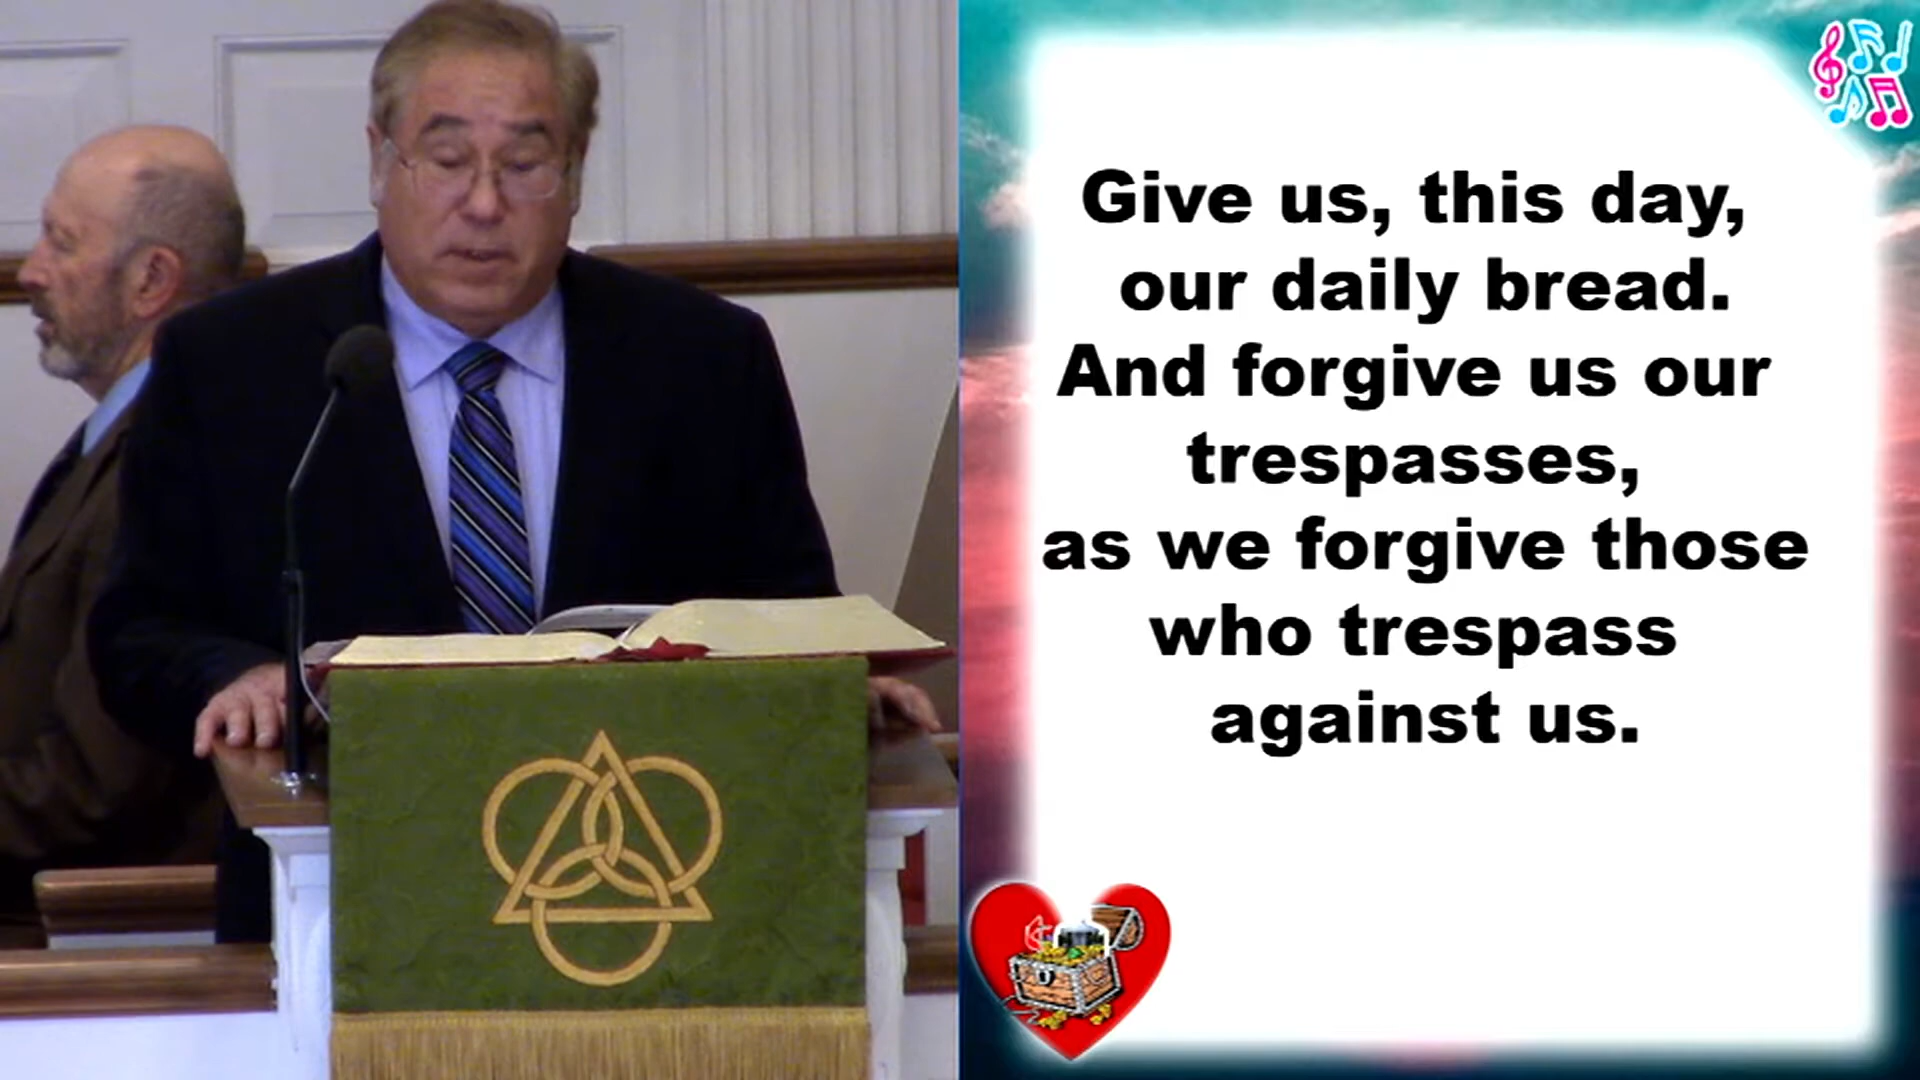 Give us, this day,
our daily bread.
And forgive us our
trespasses,
as we forgive those
who trespass
against us.